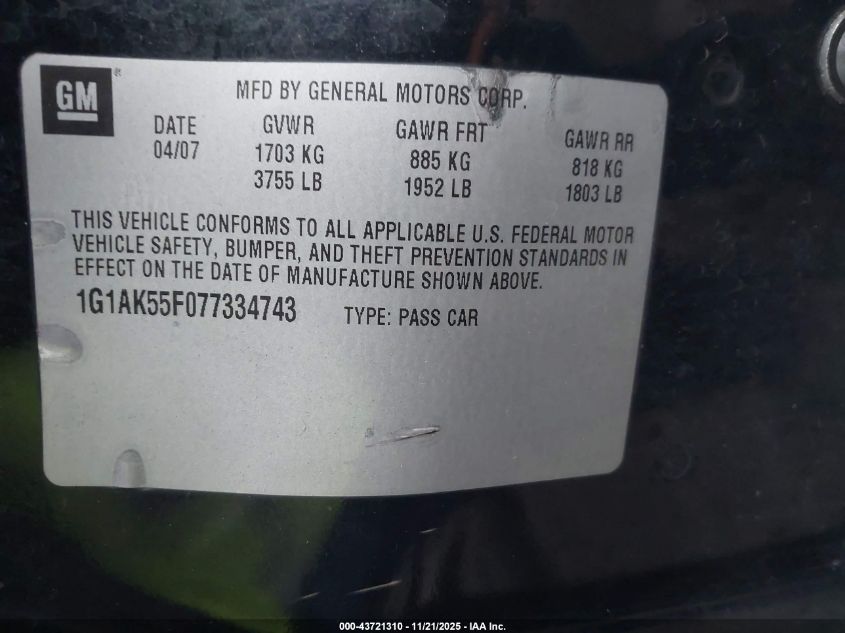 GM®
MFD BY GENERAL MOTORS CORP.
DATE GVWR GAWR FRT GAWR RR
04/07 1703 KG 885 KG 818 KG
3755 LB 1952 LB 1803 LB
THIS VEHICLE CONFORMS TO ALL APPLICABLE U.S. FEDERAL MOTOR
VEHICLE SAFETY, BUMPER, AND THEFT PREVENTION STANDARDS IN
EFFECT ON THE DATE OF MANUFACTURE SHOWN ABOVE.
1G1AK55F077334743 TYPE: PASS CAR
000-43721310 - 11/21/2025 - IAA Inc.